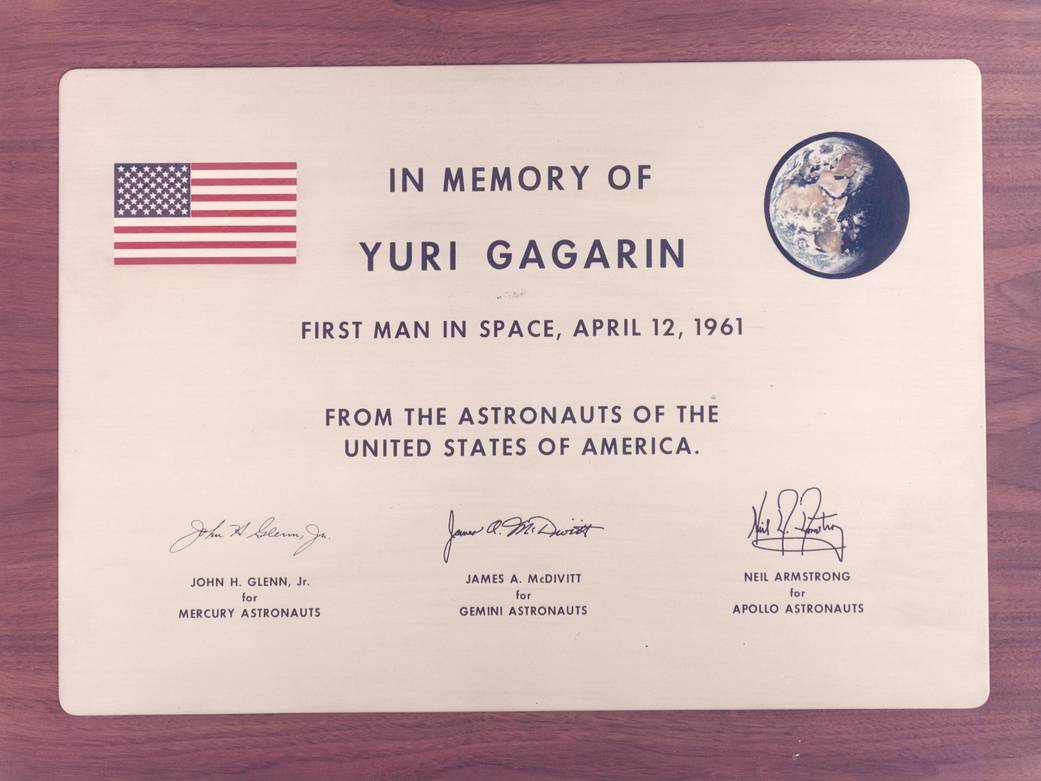 IN MEMORY OF
YURI GAGARIN
FIRST MAN IN SPACE, APRIL 12, 1961
FROM THE ASTRONAUTS OF THE
UNITED STATES OF AMERICA.
John H Glenn, Jr.
JOHN H. GLENN, Jr.
for
MERCURY ASTRONAUTS
James A. McDivitt
JAMES A. McDIVITT
for
GEMINI ASTRONAUTS
Neil A. Armstrong
NEIL ARMSTRONG
for
APOLLO ASTRONAUTS